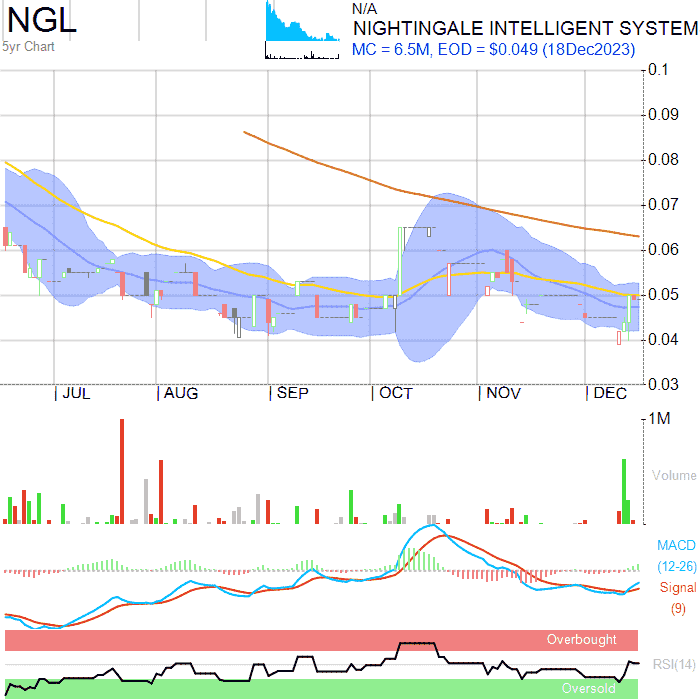 NGL
5yr Chart
N/A
NIGHTINGALE INTELLIGENT SYSTEM
MC = 6.5M, EOD = $0.049 (18Dec2023)
0.1
0.09
0.08
0.07
0.06
0.05
0.04
0.03
JUL AUG SEP OCT NOV DEC
1M
Volume
MACD
(12-26)
Signal
(9)
Overbought
RSI(14)
Oversold